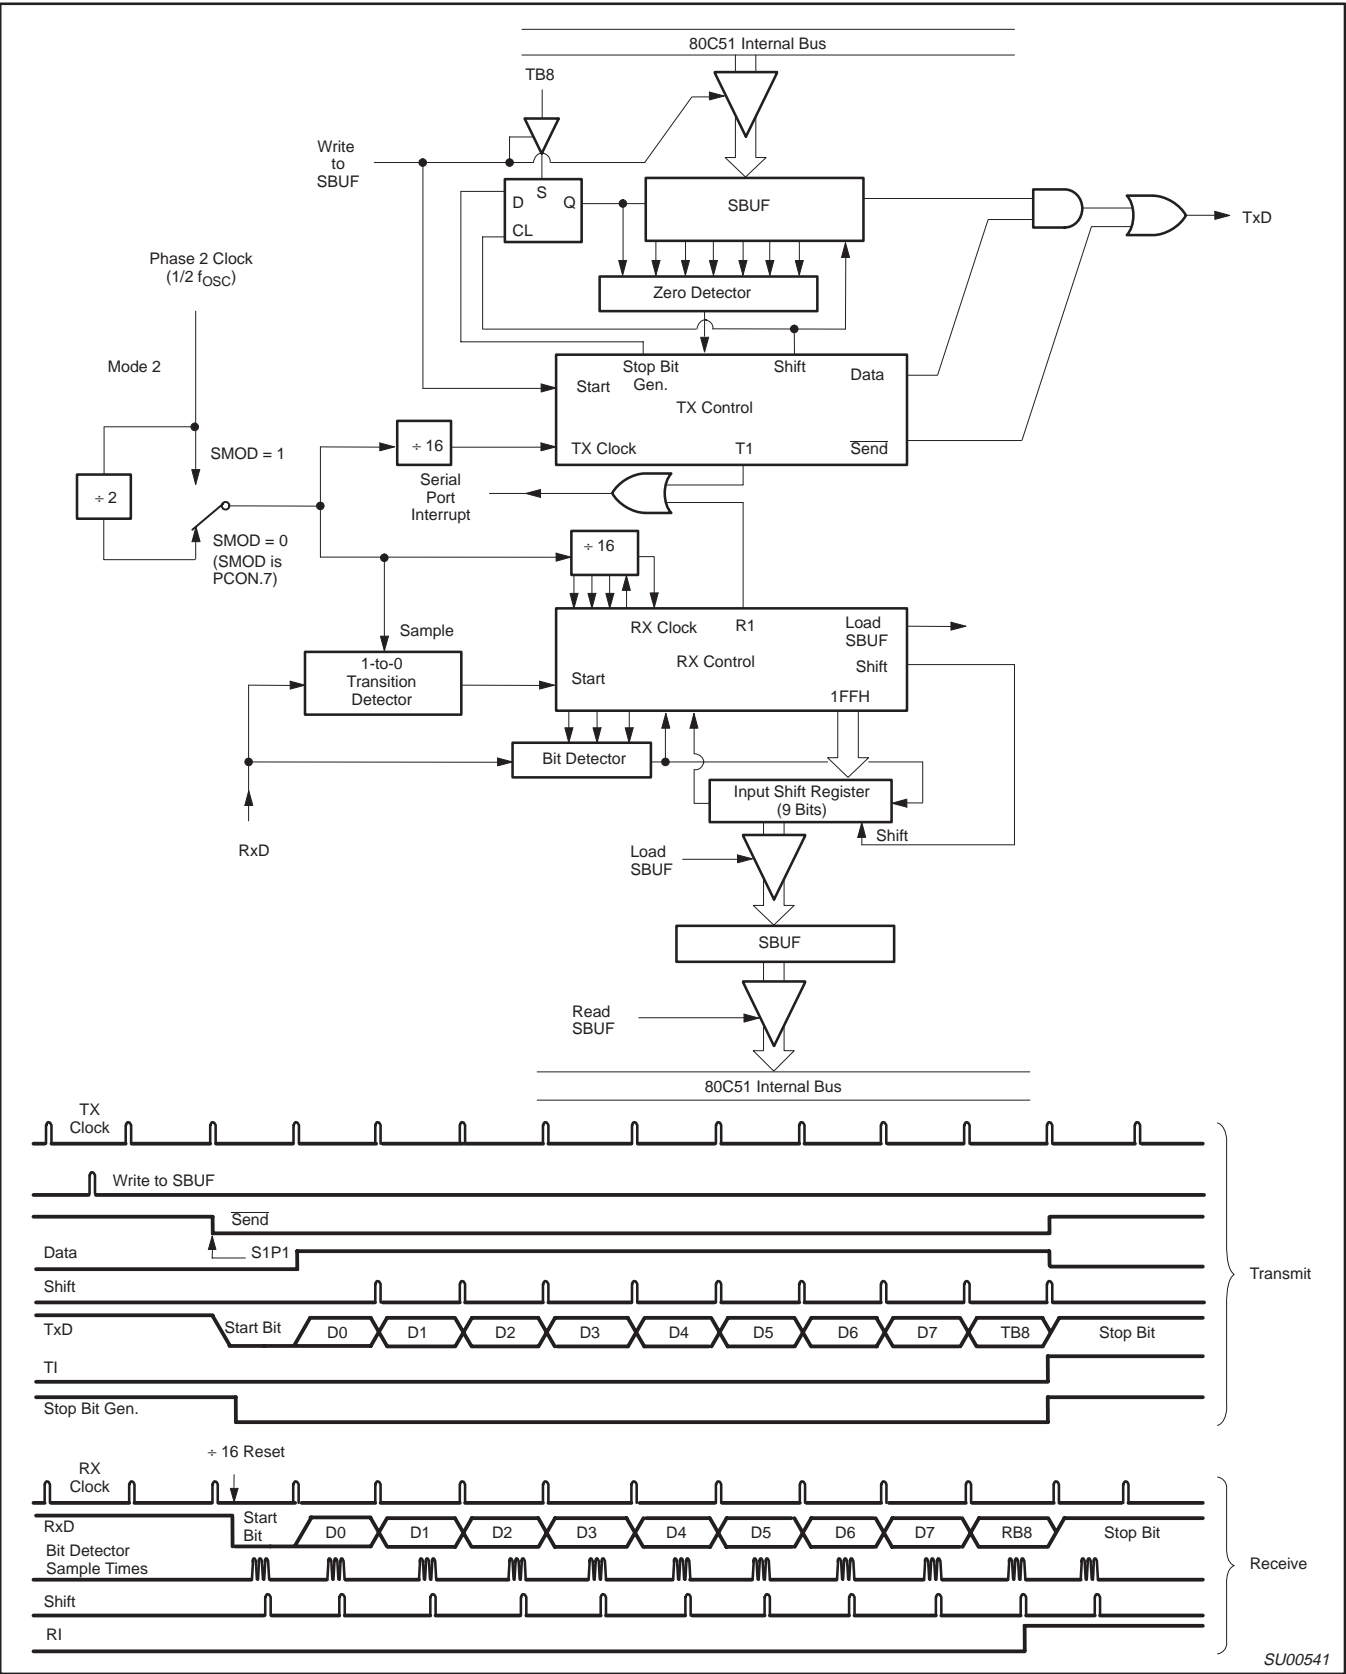 80C51 Internal Bus
TB8
Write
to
SBUF
S
D
Q
CL
SBUF
TxD
Phase 2 Clock
(1/2 fOSC)
Zero Detector
Mode 2
Stop Bit
Gen.
Shift
Data
Start
TX Control
SMOD = 1
÷ 16
TX Clock
T1
Send
÷ 2
Serial
Port
Interrupt
SMOD = 0
(SMOD is
PCON.7)
÷ 16
Sample
RX Clock
R1
Load
SBUF
RX Control
Shift
Start
1FFH
1-to-0
Transition
Detector
Bit Detector
Input Shift Register
(9 Bits)
Shift
RxD
Load
SBUF
SBUF
Read
SBUF
80C51 Internal Bus
TX
Clock
Write to SBUF
Send
Data
S1P1
Shift
Transmit
TxD
Start Bit
D0
D1
D2
D3
D4
D5
D6
D7
TB8
Stop Bit
TI
Stop Bit Gen.
÷ 16 Reset
RX
Clock
RxD
Start
Bit
D0
D1
D2
D3
D4
D5
D6
D7
RB8
Stop Bit
Bit Detector
Sample Times
Receive
Shift
RI
SU00541